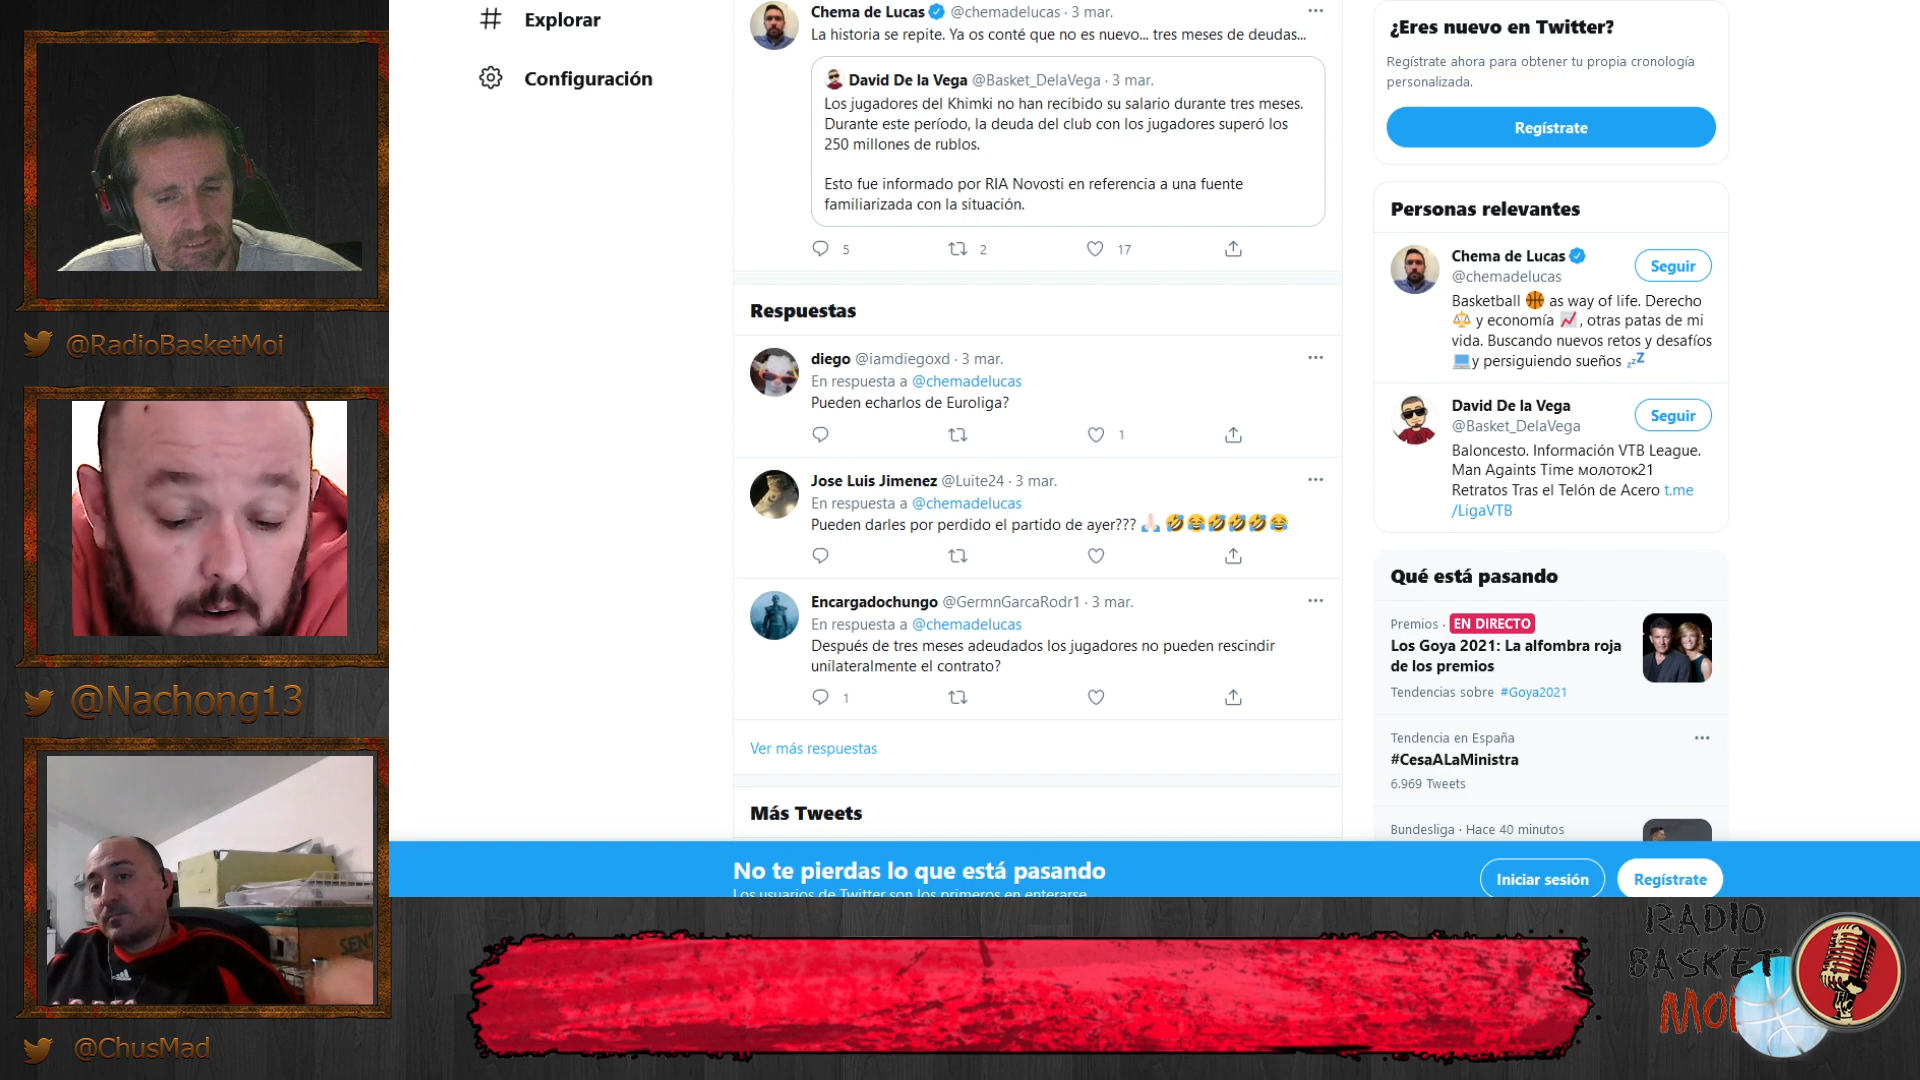 @RadioBasketMoi
@Nachong13
@ChusMad
Explorar
Configuración
Chema de Lucas @chemadelucas · 3 mar.
La historia se repite. Ya os conté que no es nuevo... tres meses de deudas...
David De la Vega @Basket_DelaVega · 3 mar.
Los jugadores del Khimki no han recibido su salario durante tres meses.
Durante este período, la deuda del club con los jugadores superó los
250 millones de rublos.
Esto fue informado por RIA Novosti en referencia a una fuente
familiarizada con la situación.
5 2 17
Respuestas
diego @iamdiegoxd · 3 mar.
En respuesta a @chemadelucas
Pueden echarlos de Euroliga?
1
Jose Luis Jimenez @Luite24 · 3 mar.
En respuesta a @chemadelucas
Pueden darles por perdido el partido de ayer??? 🙏🏻🤣😂🤣🤣🤣😂
Encargadochungo @GermnGarcaRodr1 · 3 mar.
En respuesta a @chemadelucas
Después de tres meses adeudados los jugadores no pueden rescindir
unilateralmente el contrato?
1
Ver más respuestas
Más Tweets
¿Eres nuevo en Twitter?
Regístrate ahora para obtener tu propia cronología
personalizada.
Regístrate
Personas relevantes
Chema de Lucas
@chemadelucas
Seguir
Basketball 🏀 as way of life. Derecho
⚖️ y economía 📈, otras patas de mi
vida. Buscando nuevos retos y desafíos
💻y persiguiendo sueños 💤
David De la Vega
@Basket_DelaVega
Seguir
Baloncesto. Información VTB League.
Man Againts Time молоток21
Retratos Tras el Telón de Acero t.me
/LigaVTB
Qué está pasando
Premios · EN DIRECTO
Los Goya 2021: La alfombra roja
de los premios
Tendencias sobre #Goya2021
Tendencia en España
#CesaALaMinistra
6.969 Tweets
Bundesliga · Hace 40 minutos
No te pierdas lo que está pasando
Los usuarios de Twitter son los primeros en enterarse.
Iniciar sesión
Regístrate
RADIO
BASKET
MOI